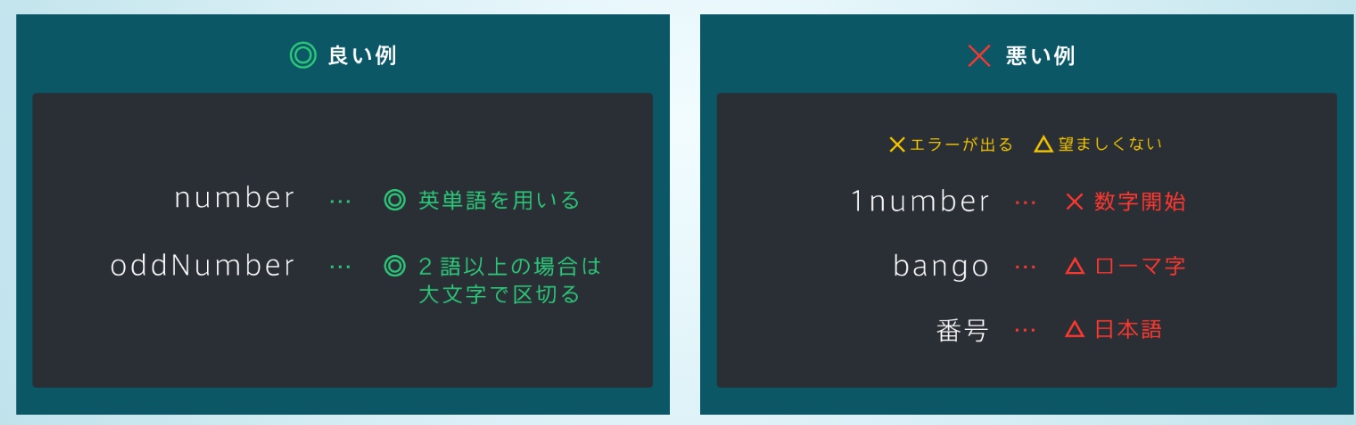 ◎ 良い例
number … ◎ 英単語を用いる
oddNumber … ◎ 2語以上の場合は
大文字で区切る
× 悪い例
×エラーが出る △望ましくない
1number … × 数字開始
bango … △ ローマ字
番号 … △ 日本語